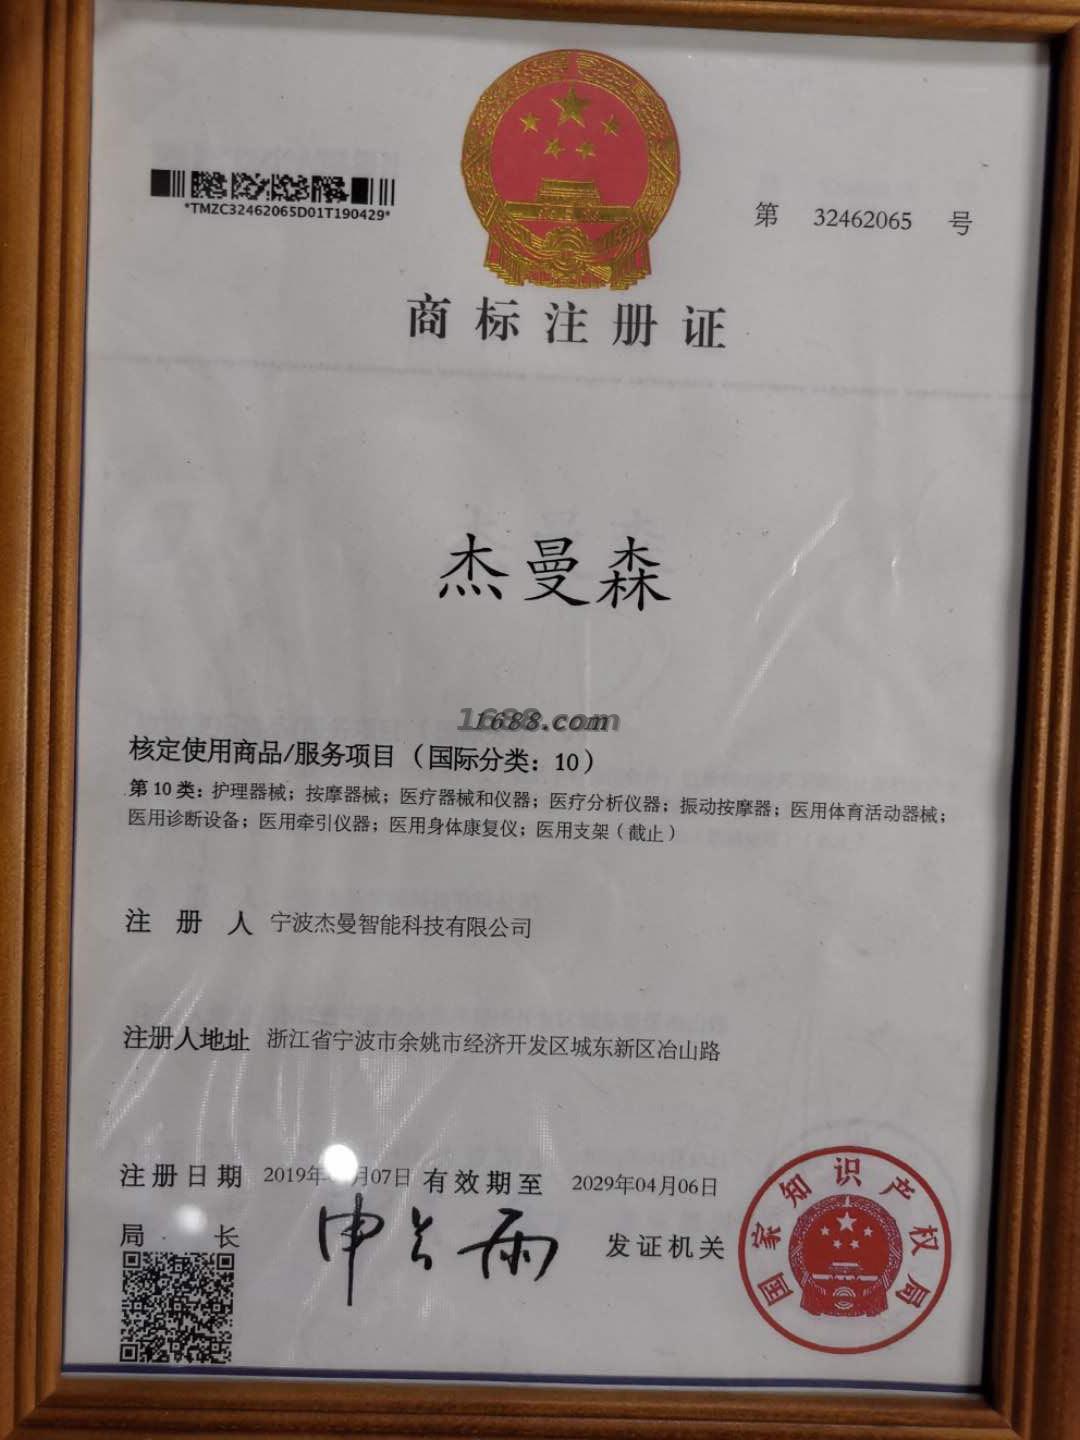 *TMZC32462065D01T190429*
第 32462065 号
商标注册证
杰曼森
1688.com
核定使用商品/服务项目（国际分类：10）
第10类：护理器械；按摩器械；医疗器械和仪器；医疗分析仪器；振动按摩器；医用体育活动器械；
医用诊断设备；医用牵引仪器；医用身体康复仪；医用支架（截止）
注册人 宁波杰曼智能科技有限公司
注册人地址 浙江省宁波市余姚市经济开发区城东新区冶山路
注册日期 2019年 月07日 有效期至 2029年04月06日
局长 申长雨 发证机关
国家知识产权局